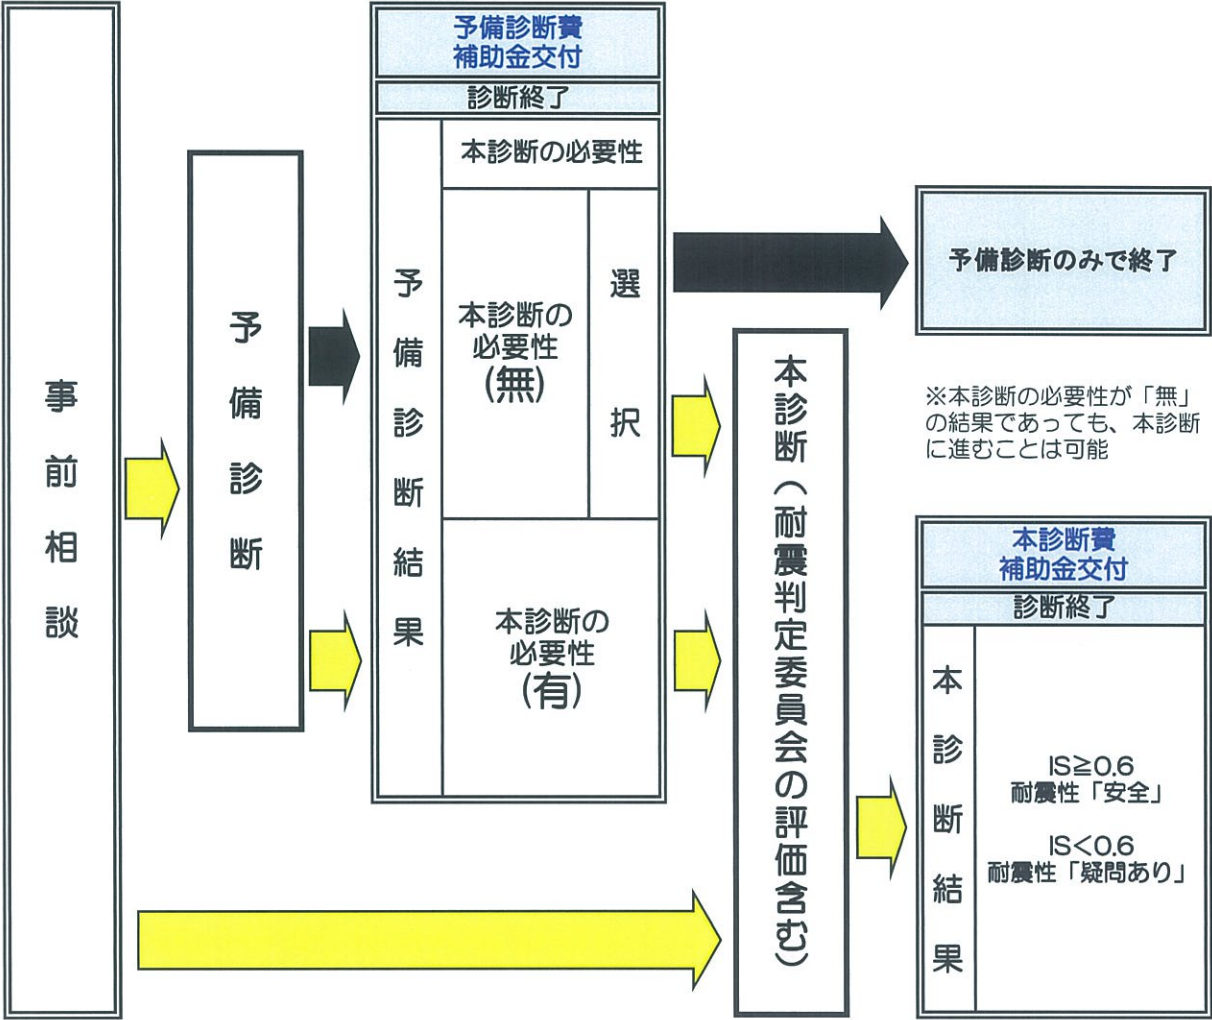 事前相談
予備診断
予備診断費
補助金交付
診断終了
予備診断結果
本診断の必要性
本診断の
必要性
(無)
選択
本診断の
必要性
(有)
本診断(耐震判定委員会の評価含む)
予備診断のみで終了
※本診断の必要性が「無」
の結果であっても、本診断
に進むことは可能
本診断費
補助金交付
診断終了
本診断結果
IS≧0.6
耐震性「安全」
IS<0.6
耐震性「疑問あり」